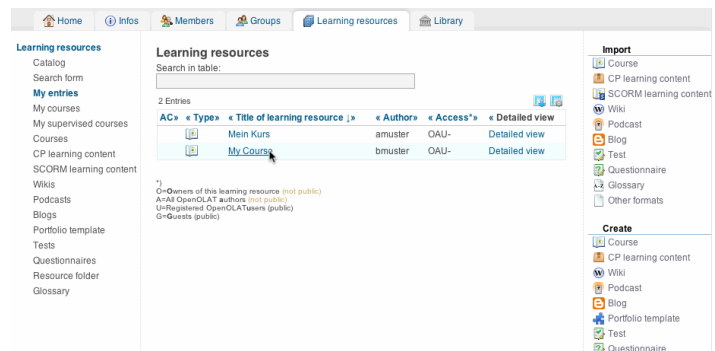 Home
Infos
Members
Groups
Learning resources
Library
Learning resources
Catalog
Search form
My entries
My courses
My supervised courses
Courses
CP learning content
SCORM learning content
Wikis
Podcasts
Blogs
Portfolio template
Tests
Questionnaires
Resource folder
Glossary
Learning resources
Search in table:
2 Entries
AC» « Type» « Title of learning resource ↓» « Author» « Access*» « Detailed view
Mein Kurs amuster OAU- Detailed view
My Course bmuster OAU- Detailed view
*)
O=Owners of this learning resource (not public)
A=All OpenOLAT authors (not public)
U=Registered OpenOLATusers (public)
G=Guests (public)
Import
Course
CP learning content
SCORM learning content
Wiki
Podcast
Blog
Test
Questionnaire
Glossary
Other formats
Create
Course
CP learning content
Wiki
Podcast
Blog
Portfolio template
Test
Questionnaire